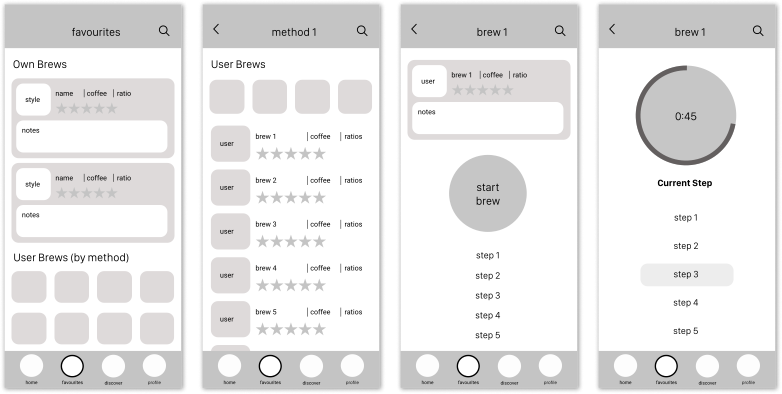 favourites
Own Brews
style name | coffee | ratio
notes
style name | coffee | ratio
notes
User Brews (by method)
home favourites discover profile
method 1
User Brews
user brew 1 | coffee | ratios
user brew 2 | coffee | ratios
user brew 3 | coffee | ratios
user brew 4 | coffee | ratios
user brew 5 | coffee | ratios
home favourites discover profile
brew 1
user brew 1 | coffee | ratio
notes
start
brew
step 1
step 2
step 3
step 4
step 5
home favourites discover profile
brew 1
0:45
Current Step
step 1
step 2
step 3
step 4
step 5
home favourites discover profile